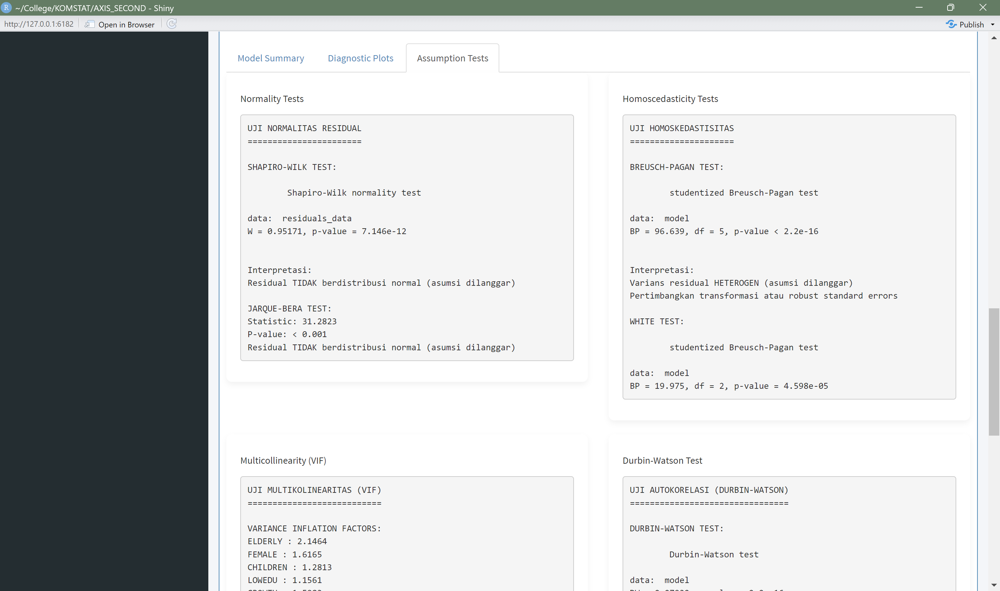 R ~/College/KOMSTAT/AXIS_SECOND - Shiny
http://127.0.0.1:6182 Open in Browser Publish
Model Summary Diagnostic Plots Assumption Tests
Normality Tests
UJI NORMALITAS RESIDUAL
=======================
SHAPIRO-WILK TEST:
Shapiro-Wilk normality test
data: residuals_data
W = 0.95171, p-value = 7.146e-12
Interpretasi:
Residual TIDAK berdistribusi normal (asumsi dilanggar)
JARQUE-BERA TEST:
Statistic: 31.2823
P-value: < 0.001
Residual TIDAK berdistribusi normal (asumsi dilanggar)
Homoscedasticity Tests
UJI HOMOSKEDASTISITAS
=====================
BREUSCH-PAGAN TEST:
studentized Breusch-Pagan test
data: model
BP = 96.639, df = 5, p-value < 2.2e-16
Interpretasi:
Varians residual HETEROGEN (asumsi dilanggar)
Pertimbangkan transformasi atau robust standard errors
WHITE TEST:
studentized Breusch-Pagan test
data: model
BP = 19.975, df = 2, p-value = 4.598e-05
Multicollinearity (VIF)
UJI MULTIKOLINEARITAS (VIF)
===========================
VARIANCE INFLATION FACTORS:
ELDERLY : 2.1464
FEMALE : 1.6165
CHILDREN : 1.2813
LOWEDU : 1.1561
Durbin-Watson Test
UJI AUTOKORELASI (DURBIN-WATSON)
================================
DURBIN-WATSON TEST:
Durbin-Watson test
data: model